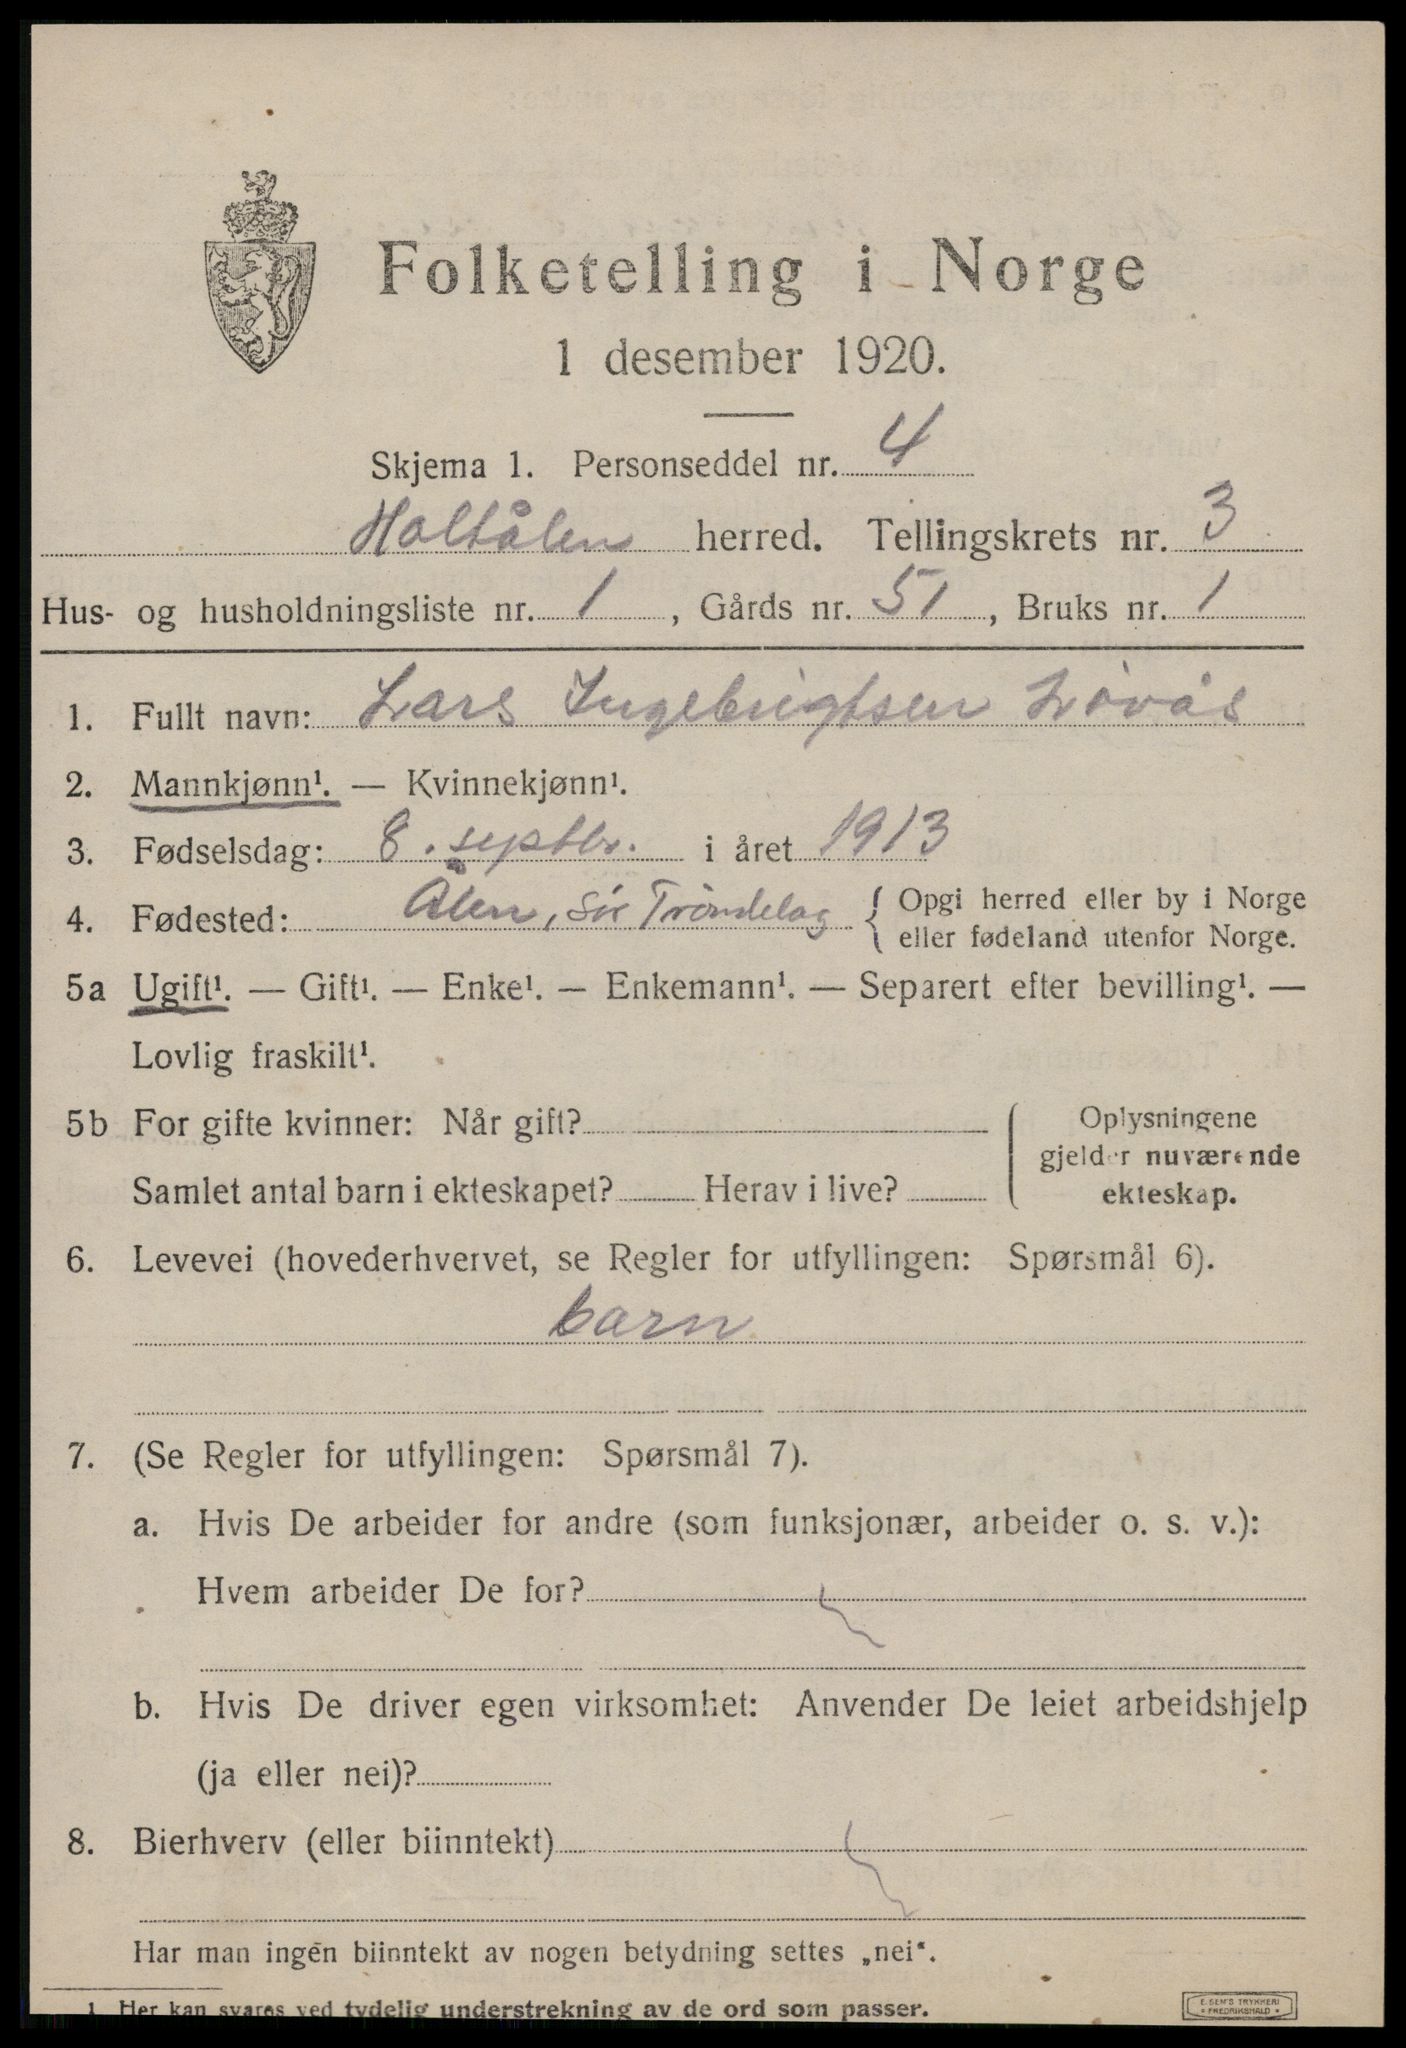 Folketelling i Norge
1 desember 1920.
Skjema 1. Personseddel nr. 4
Holtålen herred. Tellingskrets nr. 3
Hus- og husholdningsliste nr. 1, Gårds nr. 51, Bruks nr. 1
1. Fullt navn: Lars Ingebrigtsen Lövås
2. Mannkjønn¹. — Kvinnekjønn¹.
3. Fødselsdag: 8. septbr. i året 1913
4. Fødested: Ålen, Sör Tröndelag { Opgi herred eller by i Norge
eller fødeland utenfor Norge.
5a Ugift¹. — Gift¹. — Enke¹. — Enkemann¹. — Separert efter bevilling¹. —
Lovlig fraskilt¹.
5b For gifte kvinner: Når gift?
Samlet antal barn i ekteskapet? Herav i live?
Oplysningene
gjelder nuværende
ekteskap.
6. Levevei (hovederhvervet, se Regler for utfyllingen: Spørsmål 6).
barn
7. (Se Regler for utfyllingen: Spørsmål 7).
a. Hvis De arbeider for andre (som funksjonær, arbeider o. s. v.):
Hvem arbeider De for?
b. Hvis De driver egen virksomhet: Anvender De leiet arbeidshjelp
(ja eller nei)?
8. Bierhverv (eller biinntekt)
Har man ingen biinntekt av nogen betydning settes „nei“.
1 Her kan svares ved tydelig understrekning av de ord som passer.
E. SEM'S TRYKKERI
FREDRIKSHALD